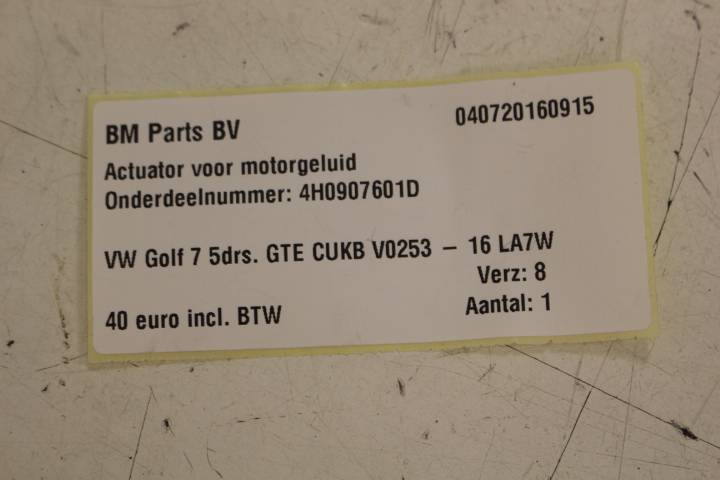 BM Parts BV 040720160915
Actuator voor motorgeluid
Onderdeelnummer: 4H0907601D
VW Golf 7 5drs. GTE CUKB V0253 – 16 LA7W
Verz: 8
40 euro incl. BTW Aantal: 1